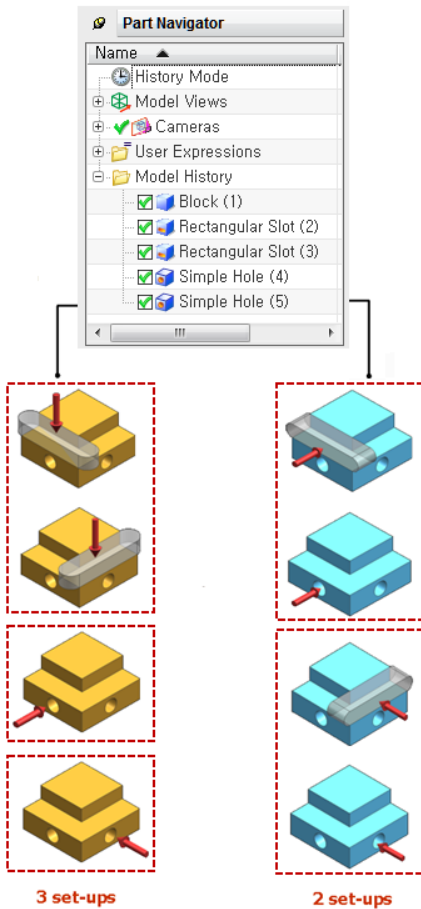 Part Navigator
Name
History Mode
Model Views
Cameras
User Expressions
Model History
Block (1)
Rectangular Slot (2)
Rectangular Slot (3)
Simple Hole (4)
Simple Hole (5)
3 set-ups
2 set-ups